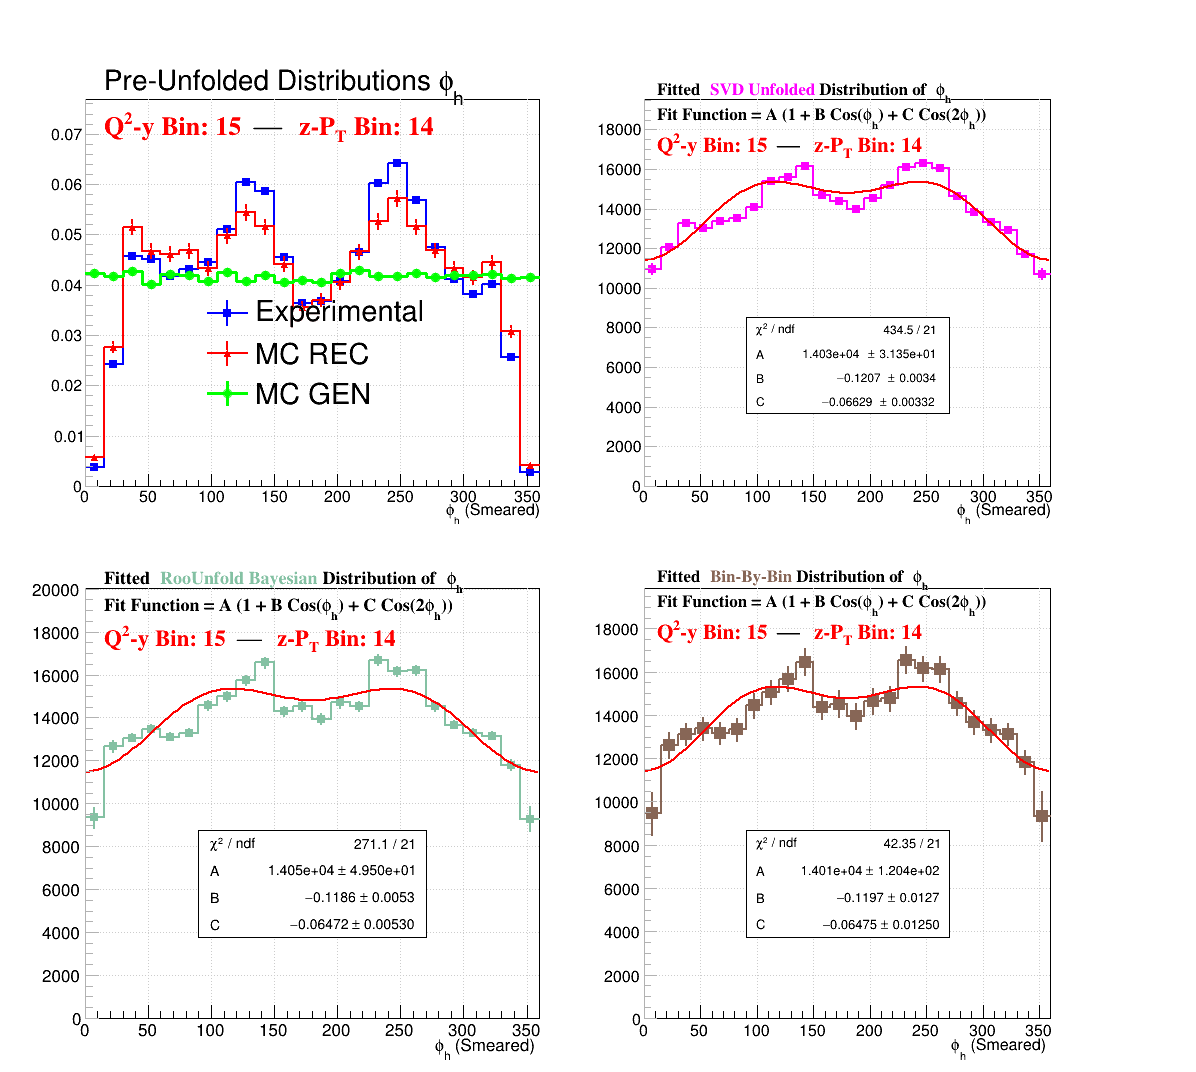 Pre-Unfolded Distributions ϕh
Q²-y Bin: 15 — z-PT Bin: 14
0.07
0.06
0.05
0.04
0.03
0.02
0.01
0
Experimental
MC REC
MC GEN
0 50 100 150 200 250 300 350
ϕh (Smeared)
Fitted SVD Unfolded Distribution of ϕh
Fit Function = A (1 + B Cos(ϕh) + C Cos(2ϕh))
Q²-y Bin: 15 — z-PT Bin: 14
18000
16000
14000
12000
10000
8000
6000
4000
2000
0
χ² / ndf 434.5 / 21
A 1.403e+04 ± 3.135e+01
B −0.1207 ± 0.0034
C −0.06629 ± 0.00332
0 50 100 150 200 250 300 350
ϕh (Smeared)
Fitted RooUnfold Bayesian Distribution of ϕh
Fit Function = A (1 + B Cos(ϕh) + C Cos(2ϕh))
Q²-y Bin: 15 — z-PT Bin: 14
20000
18000
16000
14000
12000
10000
8000
6000
4000
2000
0
χ² / ndf 271.1 / 21
A 1.405e+04 ± 4.950e+01
B −0.1186 ± 0.0053
C −0.06472 ± 0.00530
0 50 100 150 200 250 300 350
ϕh (Smeared)
Fitted Bin-By-Bin Distribution of ϕh
Fit Function = A (1 + B Cos(ϕh) + C Cos(2ϕh))
Q²-y Bin: 15 — z-PT Bin: 14
18000
16000
14000
12000
10000
8000
6000
4000
2000
0
χ² / ndf 42.35 / 21
A 1.401e+04 ± 1.204e+02
B −0.1197 ± 0.0127
C −0.06475 ± 0.01250
0 50 100 150 200 250 300 350
ϕh (Smeared)